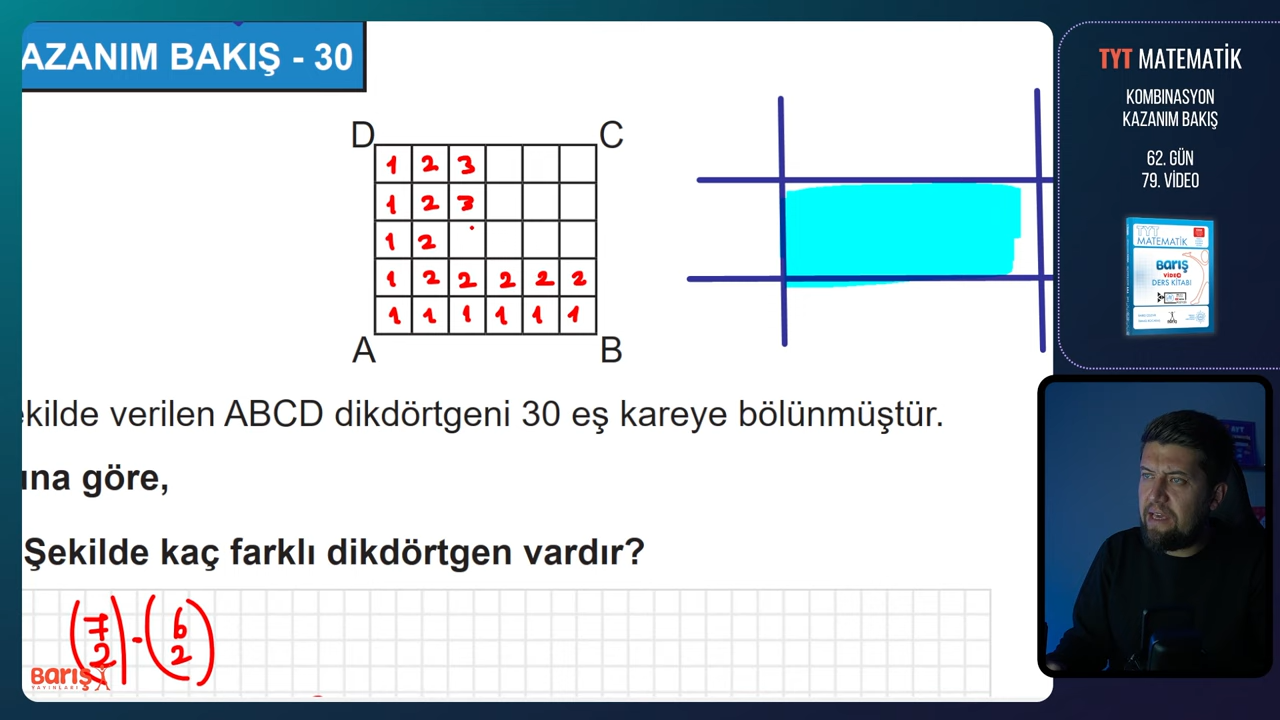 AZANIM BAKIŞ - 30
D C
1 2 3
1 2 3
1 2
1 2 2 2 2 2
1 1 1 1 1 1
A B
ekilde verilen ABCD dikdörtgeni 30 eş kareye bölünmüştür.
una göre,
Şekilde kaç farklı dikdörtgen vardır?
(7 2) · (6 2)
BARIŞ
YAYINLARI
TYT MATEMATİK
KOMBINASYON
KAZANIM BAKIŞ
62. GÜN
79. VİDEO
TYT
MATEMATİK
BARIŞ
VİDEO
DERS KİTABI